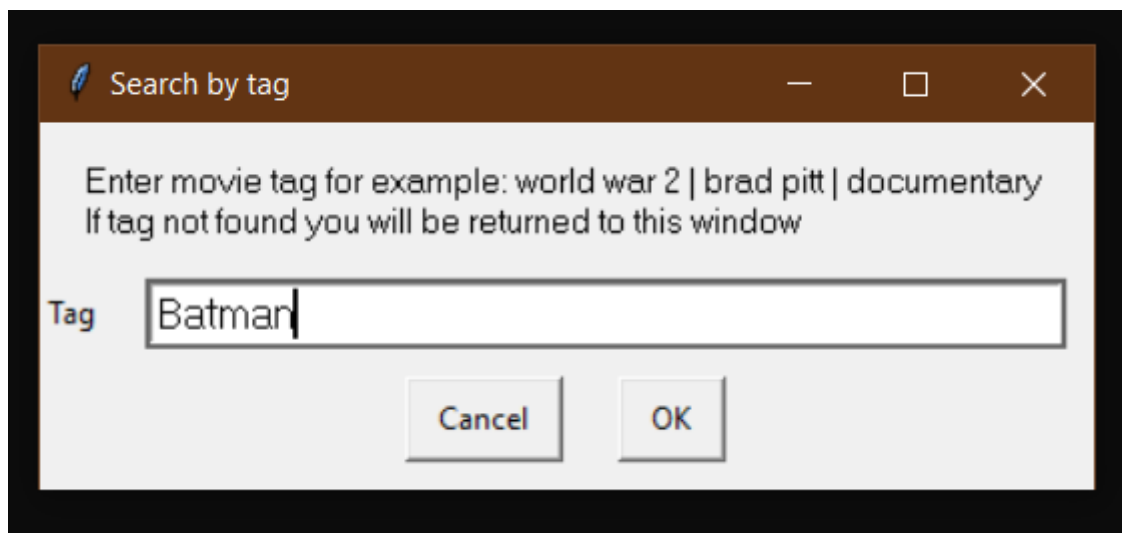 Search by tag
Enter movie tag for example: world war 2 | brad pitt | documentary
If tag not found you will be returned to this window
Tag
Batman
Cancel
OK